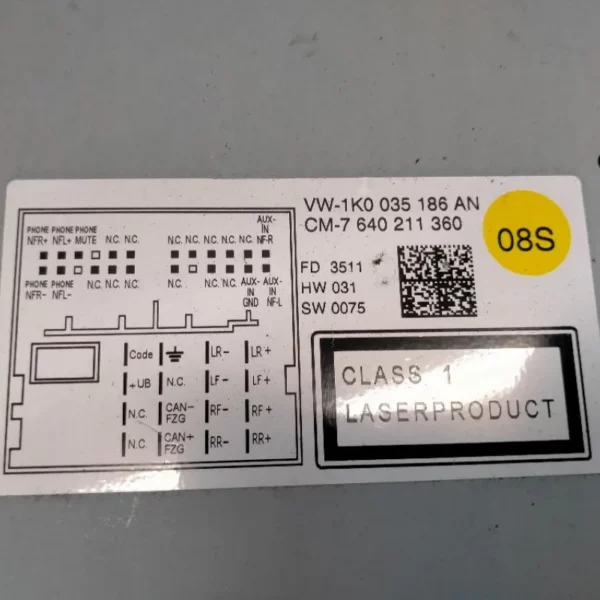 VW-1K0 035 186 AN
CM-7 640 211 360
08S
FD 3511
HW 031
SW 0075
CLASS 1
LASERPRODUCT
AUX-
PHONE PHONE PHONE IN
NFR+ NFL+ MUTE N.C. N.C. N.C. N.C. N.C. N.C. N.C. NF-R
PHONE PHONE N.C. N.C. N.C. N.C. N.C. N.C. AUX- AUX-
NFR- NFL- IN IN
GND NF-L
Code LR- LR+
+UB N.C. LF- LF+
N.C. CAN- RF- RF+
FZG
N.C. CAN+ RR- RR+
FZG